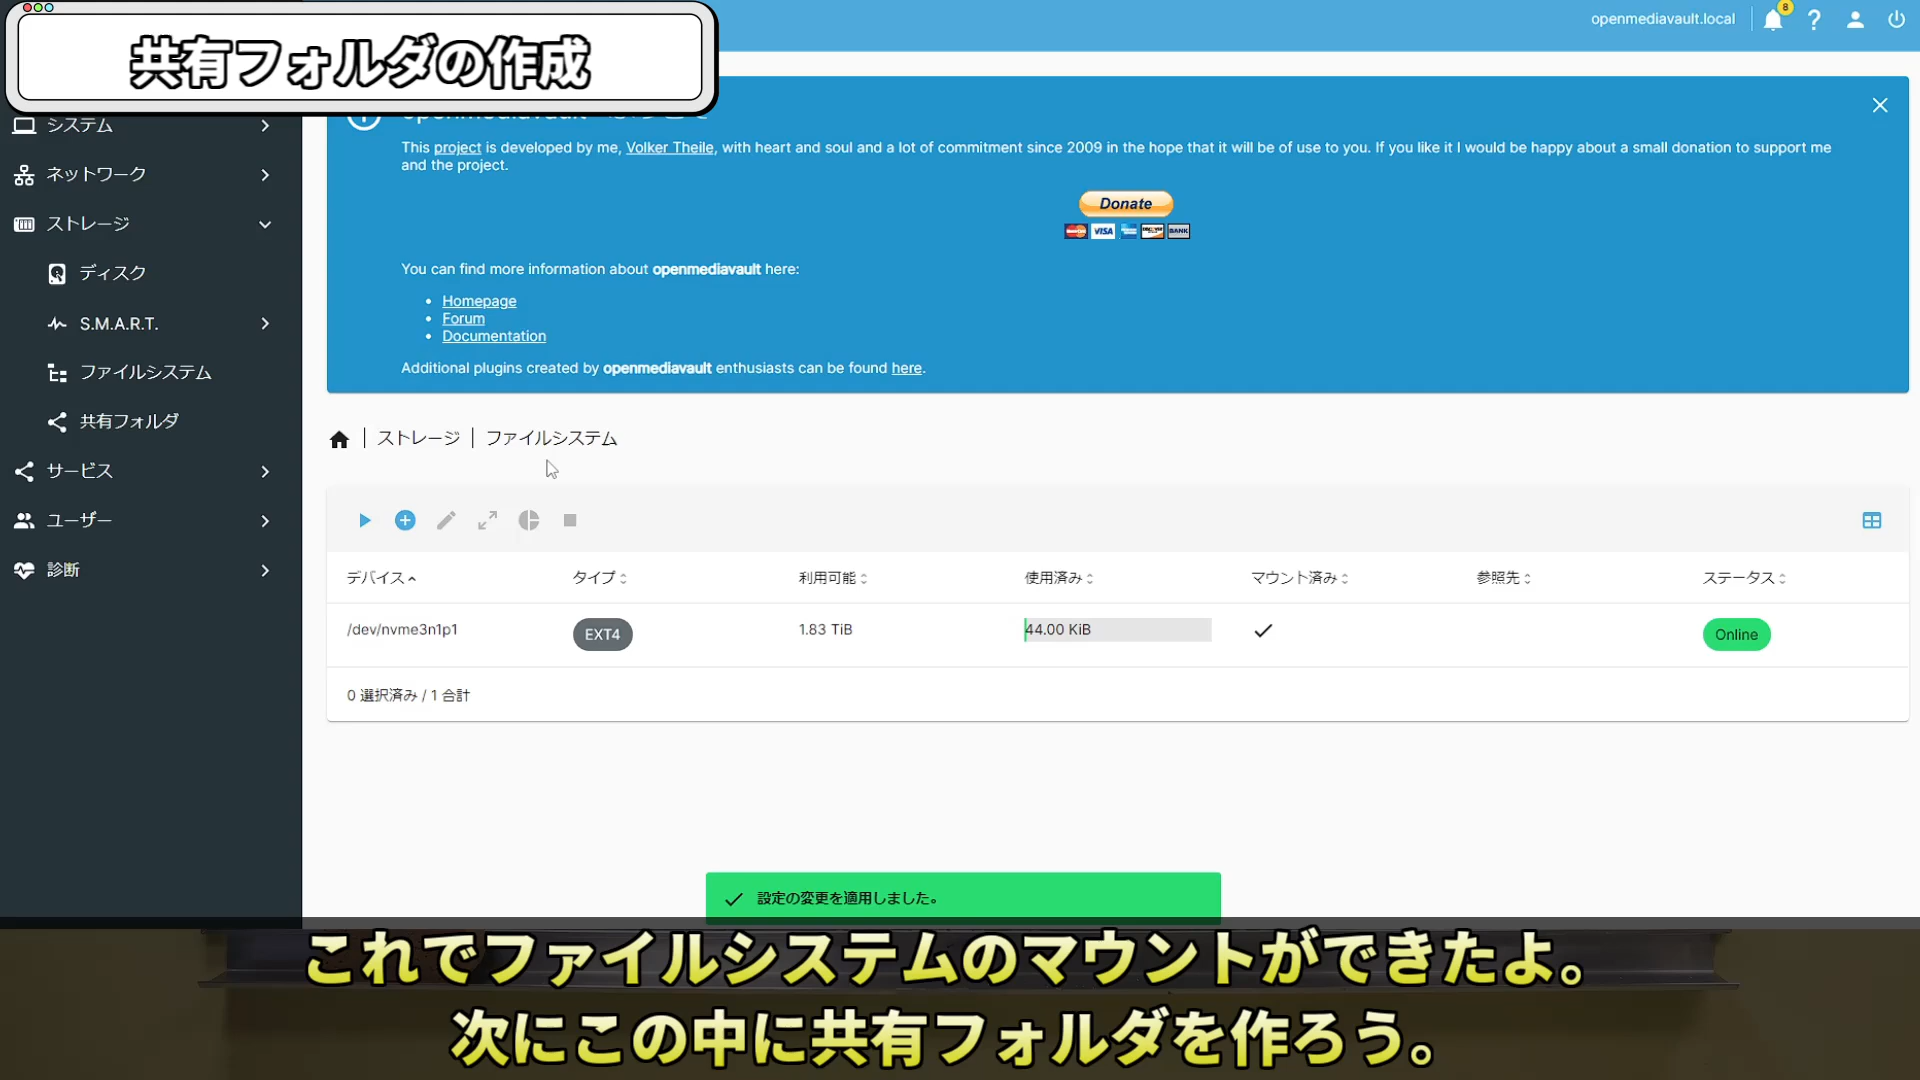 共有フォルダの作成
openmediavault.local
8
システム
ネットワーク
ストレージ
ディスク
S.M.A.R.T.
ファイルシステム
共有フォルダ
サービス
ユーザー
診断
This project is developed by me, Volker Theile, with heart and soul and a lot of commitment since 2009 in the hope that it will be of use to you. If you like it I would be happy about a small donation to support me
and the project.
Donate
VISA
BANK
You can find more information about openmediavault here:
Homepage
Forum
Documentation
Additional plugins created by openmediavault enthusiasts can be found here.
ストレージ | ファイルシステム
デバイス タイプ 利用可能 使用済み マウント済み 参照先 ステータス
/dev/nvme3n1p1 EXT4 1.83 TiB 44.00 KiB Online
0 選択済み / 1 合計
設定の変更を適用しました。
これでファイルシステムのマウントができたよ。
次にこの中に共有フォルダを作ろう。